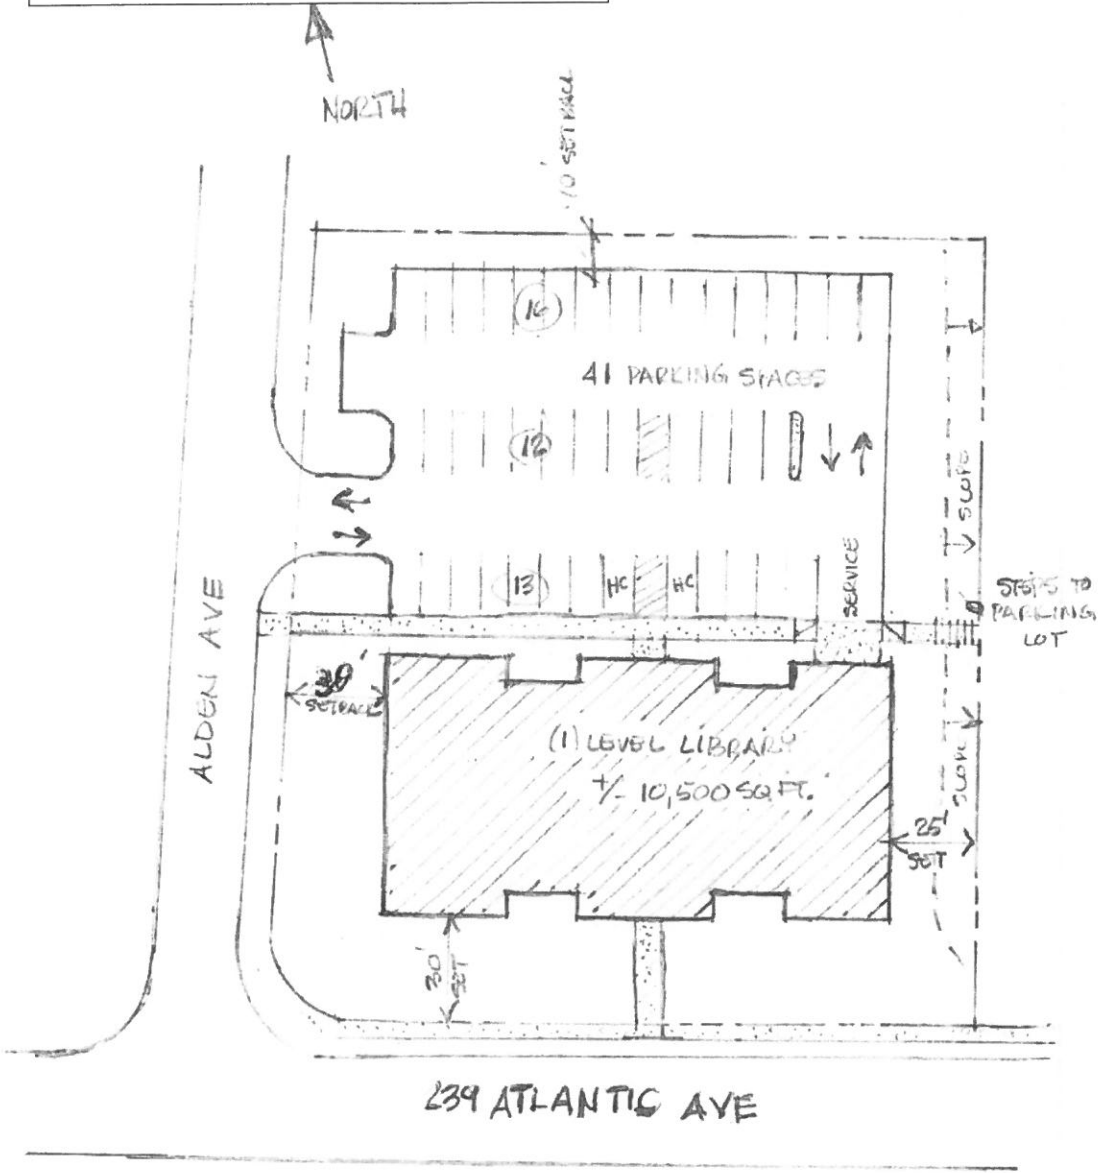 NORTH
10' SETBACK
16
41 PARKING SPACES
12
SLOPE
SERVICE
13
HC
HC
STEPS TO
PARKING
LOT
ALDEN AVE
30'
SETBACK
(1) LEVEL LIBRARY
+/- 10,500 SQ.FT.
SLOPE
25'
SETT
30'
SET
239 ATLANTIC AVE